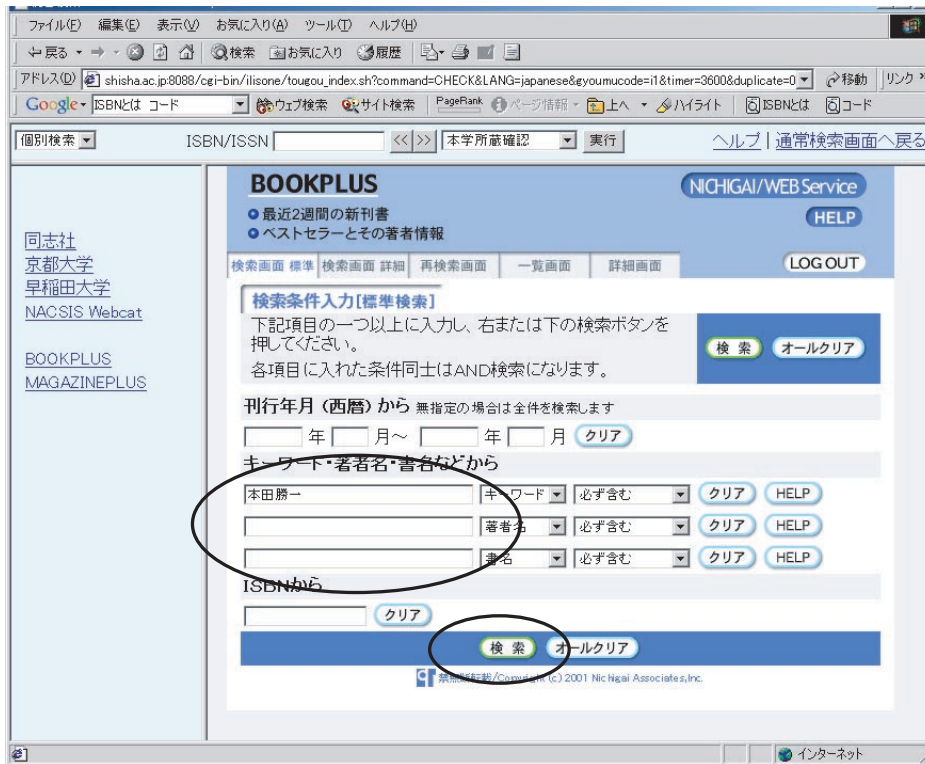 ファイル(F) 編集(E) 表示(V) お気に入り(A) ツール(T) ヘルプ(H)
戻る 検索 お気に入り 履歴
アドレス(D) shisha.ac.jp:8088/cgi-bin/ilisone/tougou_index.sh?command=CHECK&LANG=japanese&gyoumucode=i1&timer=3600&duplicate=0 移動 リンク »
Google ISBNとは コード ウェブ検索 サイト検索 PageRank ページ情報 上へ ハイライト ISBNとは コード
個別検索 ISBN/ISSN << >> 本学所蔵確認 実行 ヘルプ | 通常検索画面へ戻る
同志社
京都大学
早稲田大学
NACSIS Webcat
BOOKPLUS
MAGAZINEPLUS
BOOKPLUS NICHIGAI/WEB Service
最近2週間の新刊書 HELP
ベストセラーとその著者情報
検索画面 標準 検索画面 詳細 再検索画面 一覧画面 詳細画面 LOG OUT
検索条件入力[標準検索]
下記項目の一つ以上に入力し、右または下の検索ボタンを
押してください。
検索 オールクリア
各項目に入れた条件同士はAND検索になります。
刊行年月（西暦）から 無指定の場合は全件を検索します
年 月～ 年 月 クリア
キーワード・著者名・書名などから
本田勝一 キーワード 必ず含む クリア HELP
著者名 必ず含む クリア HELP
書名 必ず含む クリア HELP
ISBNから
クリア
検索 オールクリア
禁無断転載/Copyright (c) 2001 Nichigai Associates,Inc.
インターネット